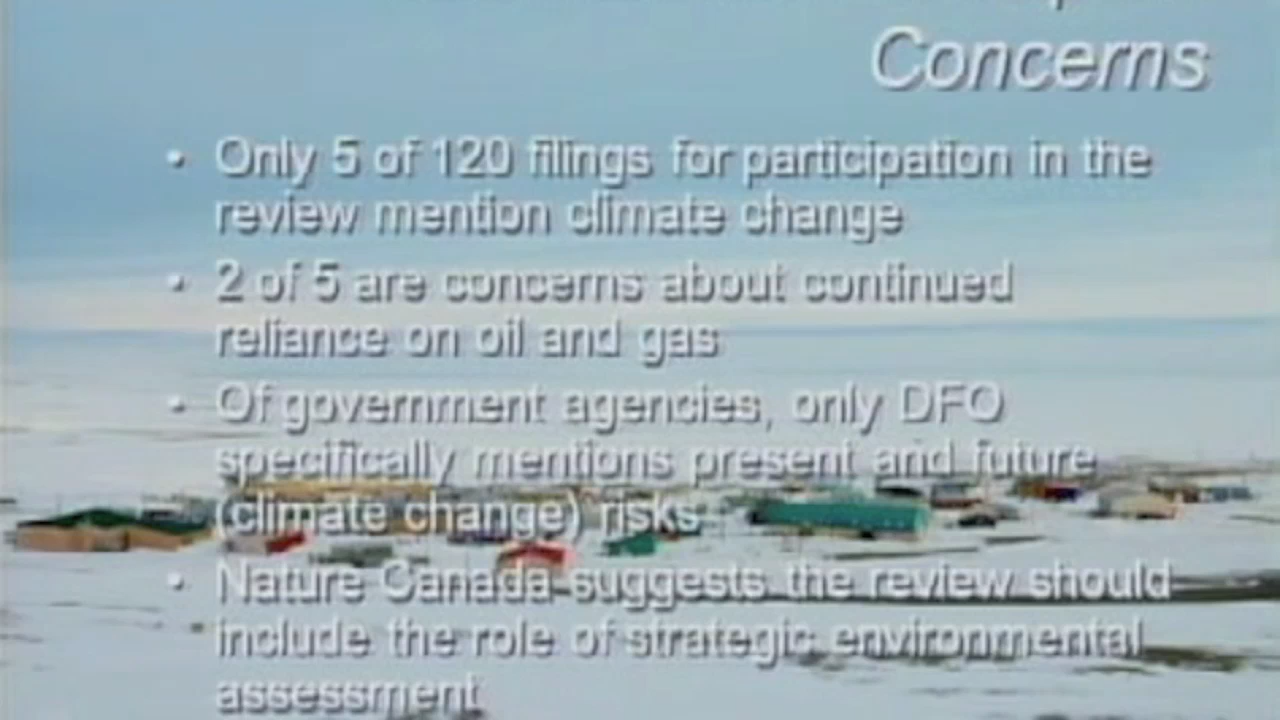 Concerns
• Only 5 of 120 filings for participation in the
review mention climate change
• 2 of 5 are concerns about continued
reliance on oil and gas
• Of government agencies, only DFO
specifically mentions present and future
(climate change) risks
• Nature Canada suggests the review should
include the role of strategic environmental
assessment